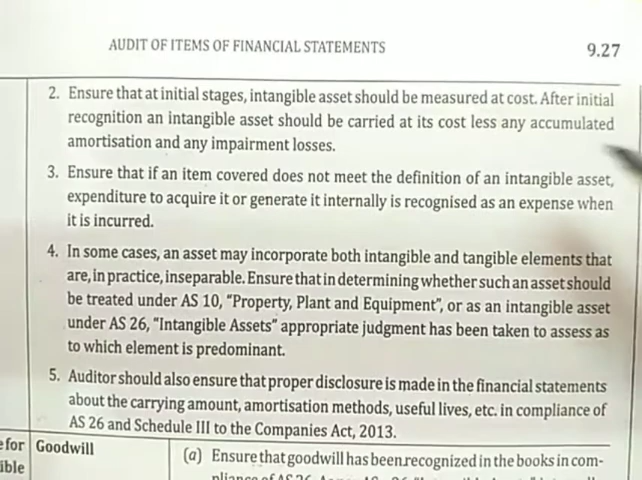 AUDIT OF ITEMS OF FINANCIAL STATEMENTS
9.27
2. Ensure that at initial stages, intangible asset should be measured at cost. After initial
recognition an intangible asset should be carried at its cost less any accumulated
amortisation and any impairment losses.
3. Ensure that if an item covered does not meet the definition of an intangible asset,
expenditure to acquire it or generate it internally is recognised as an expense when
it is incurred.
4. In some cases, an asset may incorporate both intangible and tangible elements that
are, in practice, inseparable. Ensure that in determining whether such an asset should
be treated under AS 10, "Property, Plant and Equipment", or as an intangible asset
under AS 26, "Intangible Assets" appropriate judgment has been taken to assess as
to which element is predominant.
5. Auditor should also ensure that proper disclosure is made in the financial statements
about the carrying amount, amortisation methods, useful lives, etc. in compliance of
AS 26 and Schedule III to the Companies Act, 2013.
for Goodwill
(a) Ensure that goodwill has been recognized in the books in com-